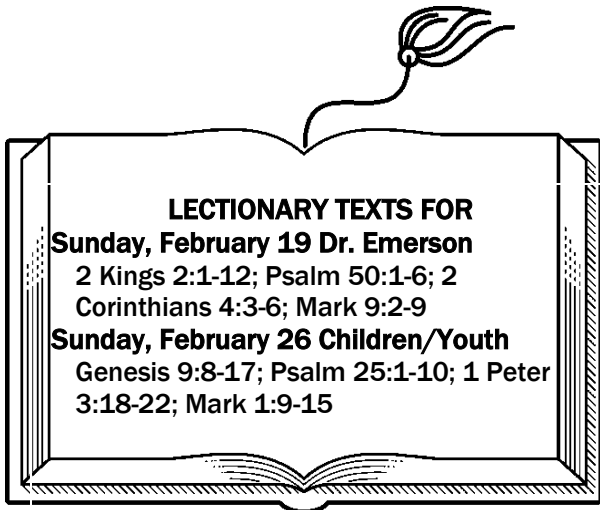 LECTIONARY TEXTS FOR
Sunday, February 19 Dr. Emerson
2 Kings 2:1-12; Psalm 50:1-6; 2
Corinthians 4:3-6; Mark 9:2-9
Sunday, February 26 Children/Youth
Genesis 9:8-17; Psalm 25:1-10; 1 Peter
3:18-22; Mark 1:9-15